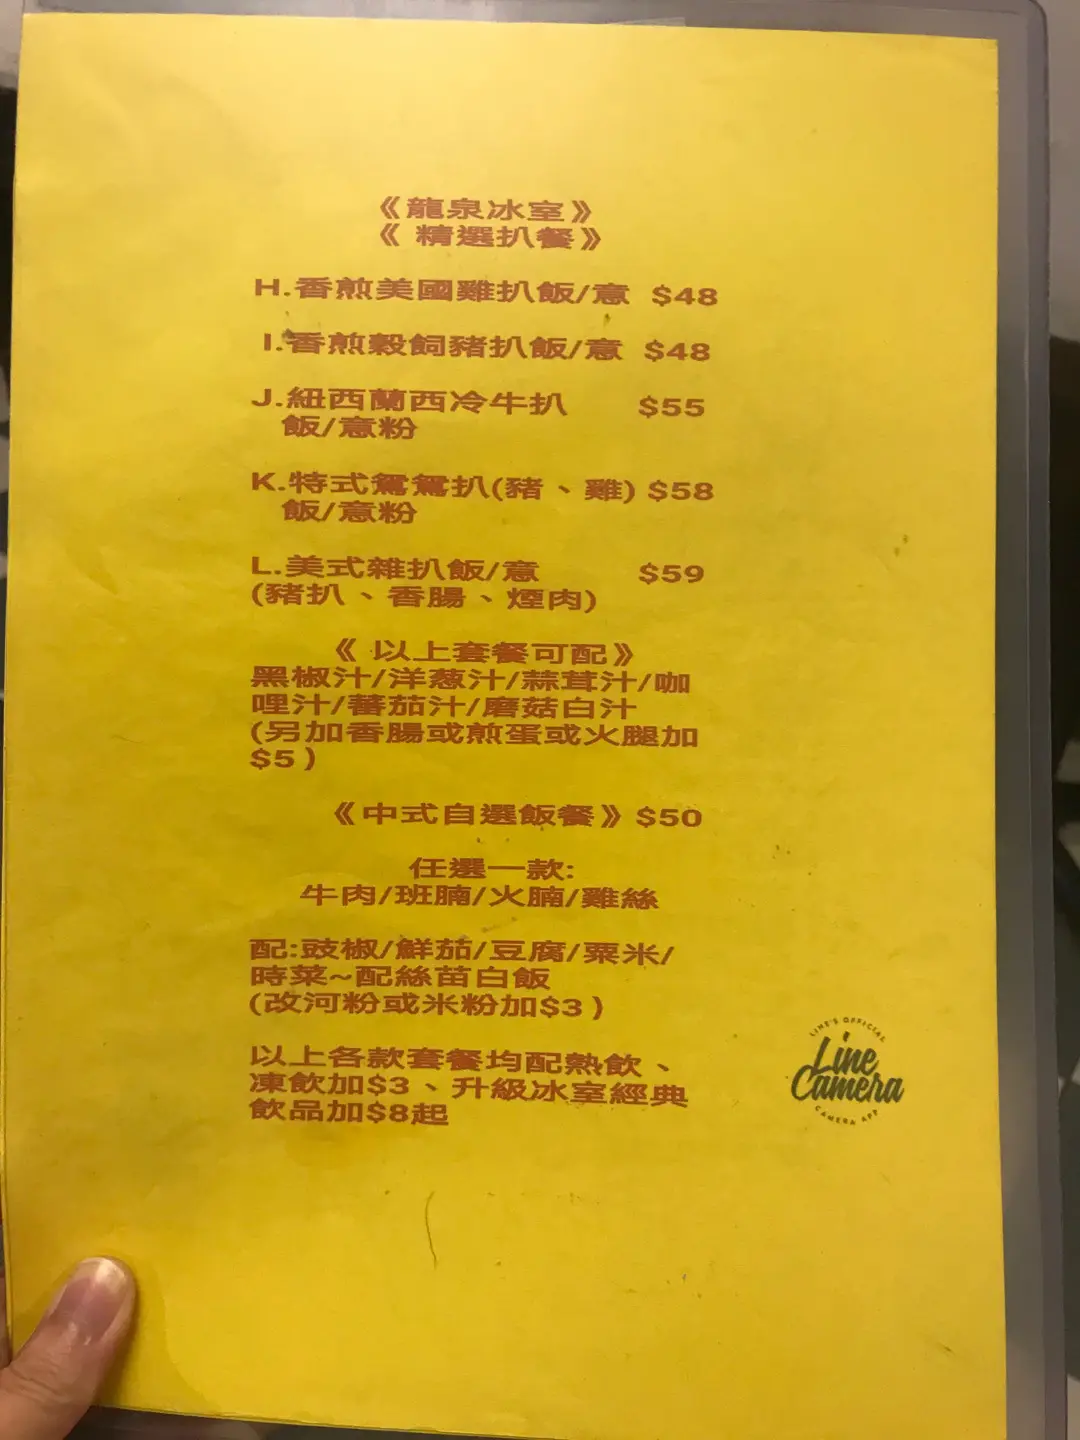 《龍泉冰室》
《 精選扒餐》
H.香煎美國雞扒飯/意 $48
I.香煎穀飼豬扒飯/意 $48
J.紐西蘭西冷牛扒 $55
飯/意粉
K.特式鴛鴦扒(豬、雞) $58
飯/意粉
L.美式雜扒飯/意 $59
(豬扒、香腸、煙肉)
《 以上套餐可配》
黑椒汁/洋葱汁/蒜茸汁/咖
哩汁/蕃茄汁/磨菇白汁
(另加香腸或煎蛋或火腿加
$5 )
《中式自選飯餐》$50
任選一款:
牛肉/班腩/火腩/雞絲
配:豉椒/鮮茄/豆腐/粟米/
時菜~配絲苗白飯
(改河粉或米粉加$3 )
以上各款套餐均配熱飲、
凍飲加$3、升級冰室經典
飲品加$8起
LINE'S OFFICIAL
Line
Camera
CAMERA APP